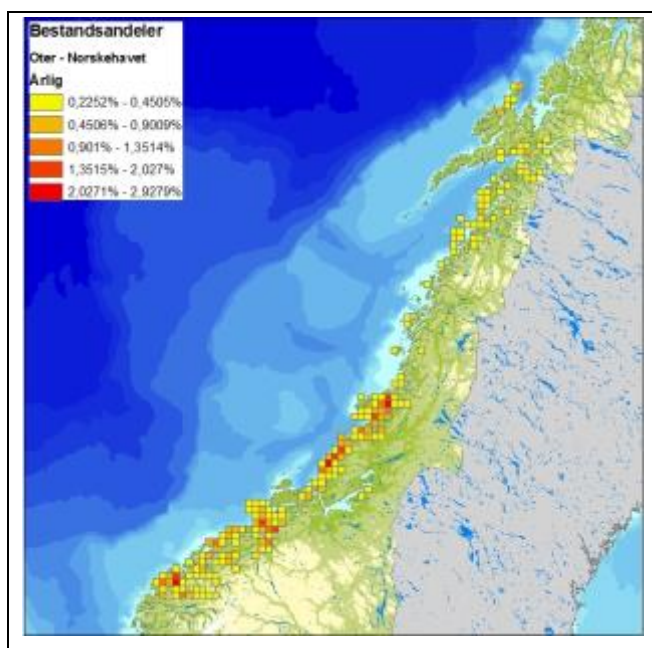 Bestandsandeler
Oter - Norskehavet
Årlig
0,2252% - 0,4505%
0,4506% - 0,9009%
0,901% - 1,3514%
1,3515% - 2,027%
2,0271% - 2,9279%